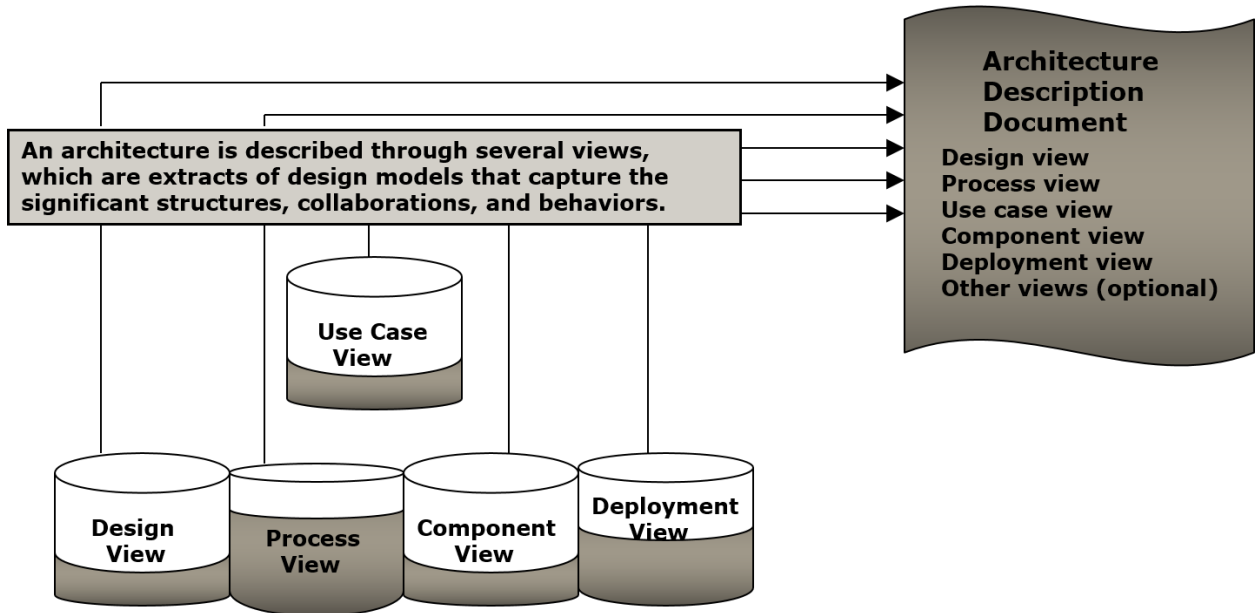 Architecture
Description
Document
Design view
Process view
Use case view
Component view
Deployment view
Other views (optional)
An architecture is described through several views,
which are extracts of design models that capture the
significant structures, collaborations, and behaviors.
Use Case
View
Design
View
Process
View
Component
View
Deployment
View